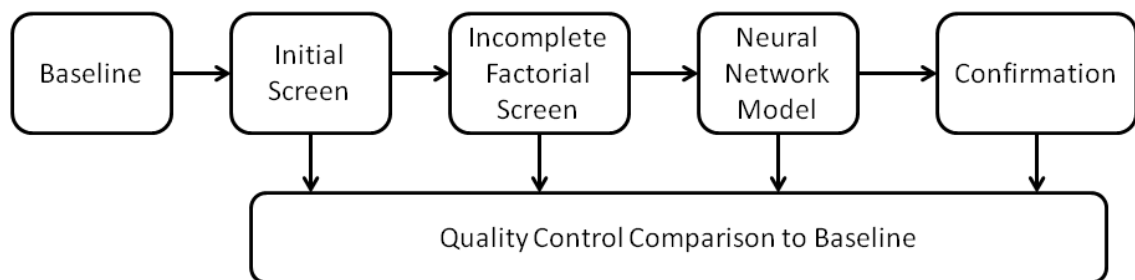 Baseline
Initial
Screen
Incomplete
Factorial
Screen
Neural
Network
Model
Confirmation
Quality Control Comparison to Baseline